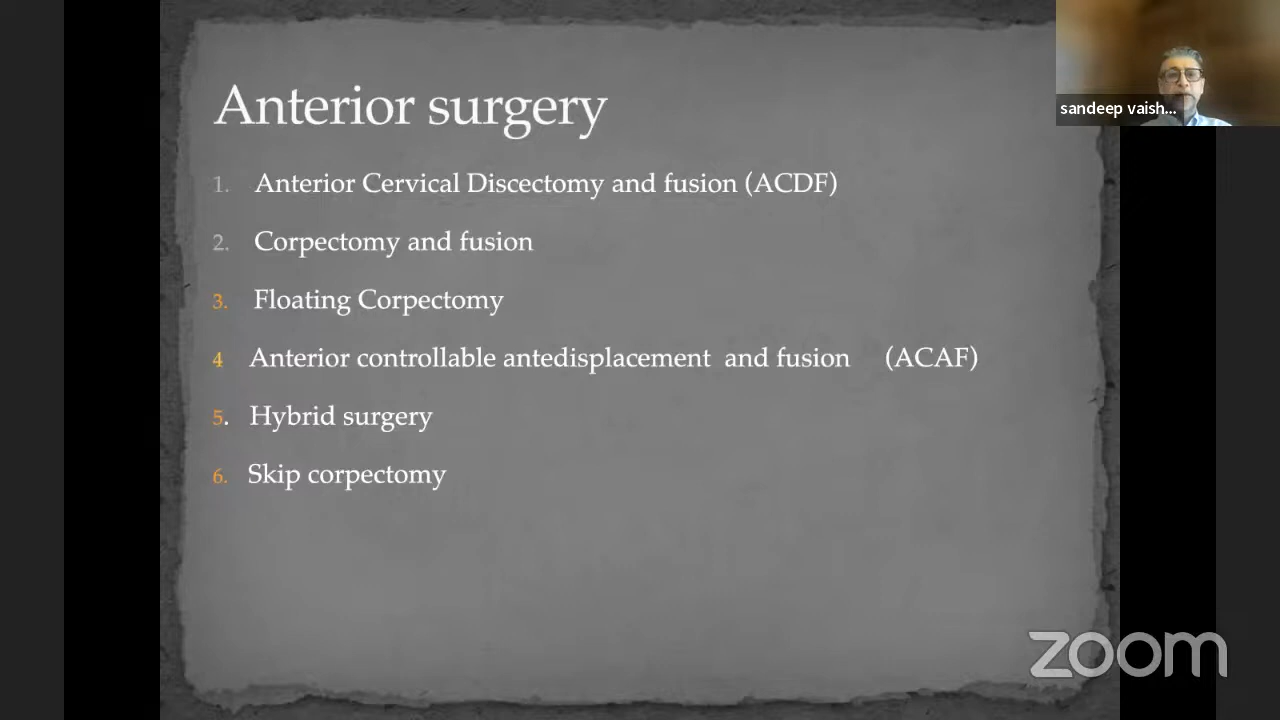 Anterior surgery
sandeep vaish...
1. Anterior Cervical Discectomy and fusion (ACDF)
2. Corpectomy and fusion
3. Floating Corpectomy
4 Anterior controllable antedisplacement and fusion (ACAF)
5. Hybrid surgery
6. Skip corpectomy
zoom